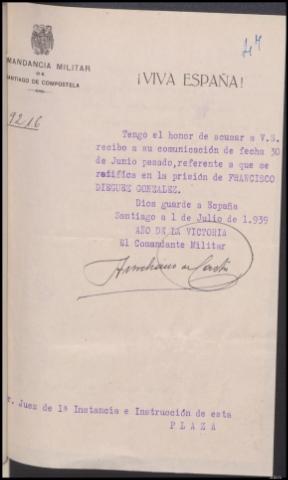 MANDANCIA MILITAR
DE
SANTIAGO DE COMPOSTELA
¡VIVA ESPAÑA!
9216
Tengo el honor de acusar a V.S.
recibo a su comunicación de fecha 30
de Junio pasado, referente a que se
ratifica en la prisión de FRANCISCO
DIEGUEZ GONZALEZ.
Dios guarde a España
Santiago a 1 de Julio de 1.939
AÑO DE LA VICTORIA
El Comandante Militar
r. Juez de 1ª Instancia e Instrucción de esta
PLAZA